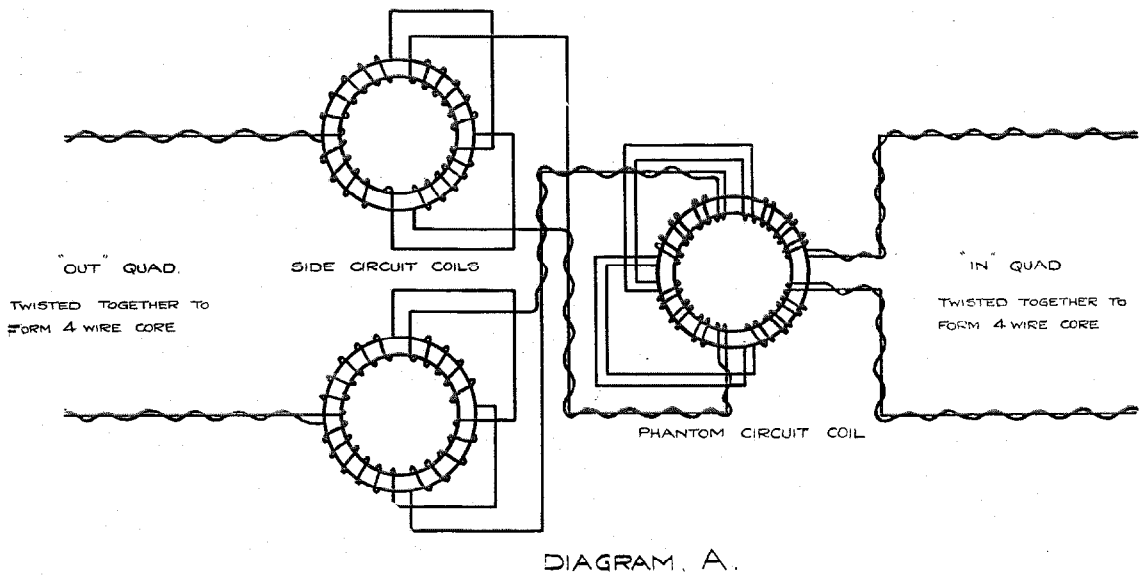 "OUT" QUAD.
TWISTED TOGETHER TO
FORM 4 WIRE CORE
SIDE CIRCUIT COILS
"IN" QUAD
TWISTED TOGETHER TO
FORM 4 WIRE CORE
PHANTOM CIRCUIT COIL
DIAGRAM. A.